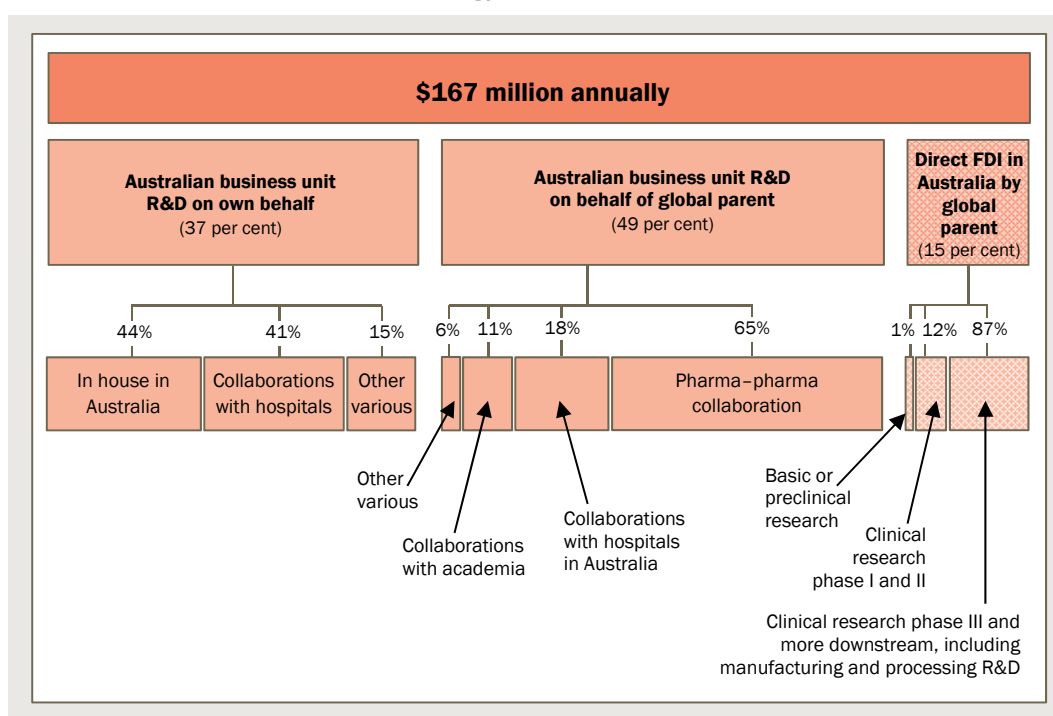 $167 million annually
Australian business unit
R&D on own behalf
(37 per cent)
Australian business unit R&D
on behalf of global parent
(49 per cent)
Direct FDI in
Australia by
global
parent
(15 per cent)
44%
41%
15%
6%
11%
18%
65%
1%
12%
87%
In house in
Australia
Collaborations
with hospitals
Other
various
Pharma–pharma
collaboration
Other
various
Collaborations
with academia
Collaborations
with hospitals
in Australia
Basic or
preclinical
research
Clinical
research
phase I and II
Clinical research phase III and
more downstream, including
manufacturing and processing R&D